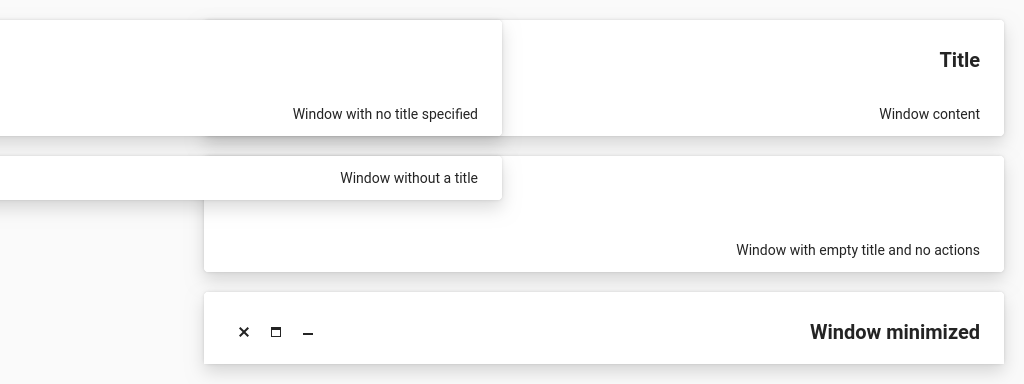 Title
Window content
Window with no title specified
Window without a title
Window with empty title and no actions
Window minimized